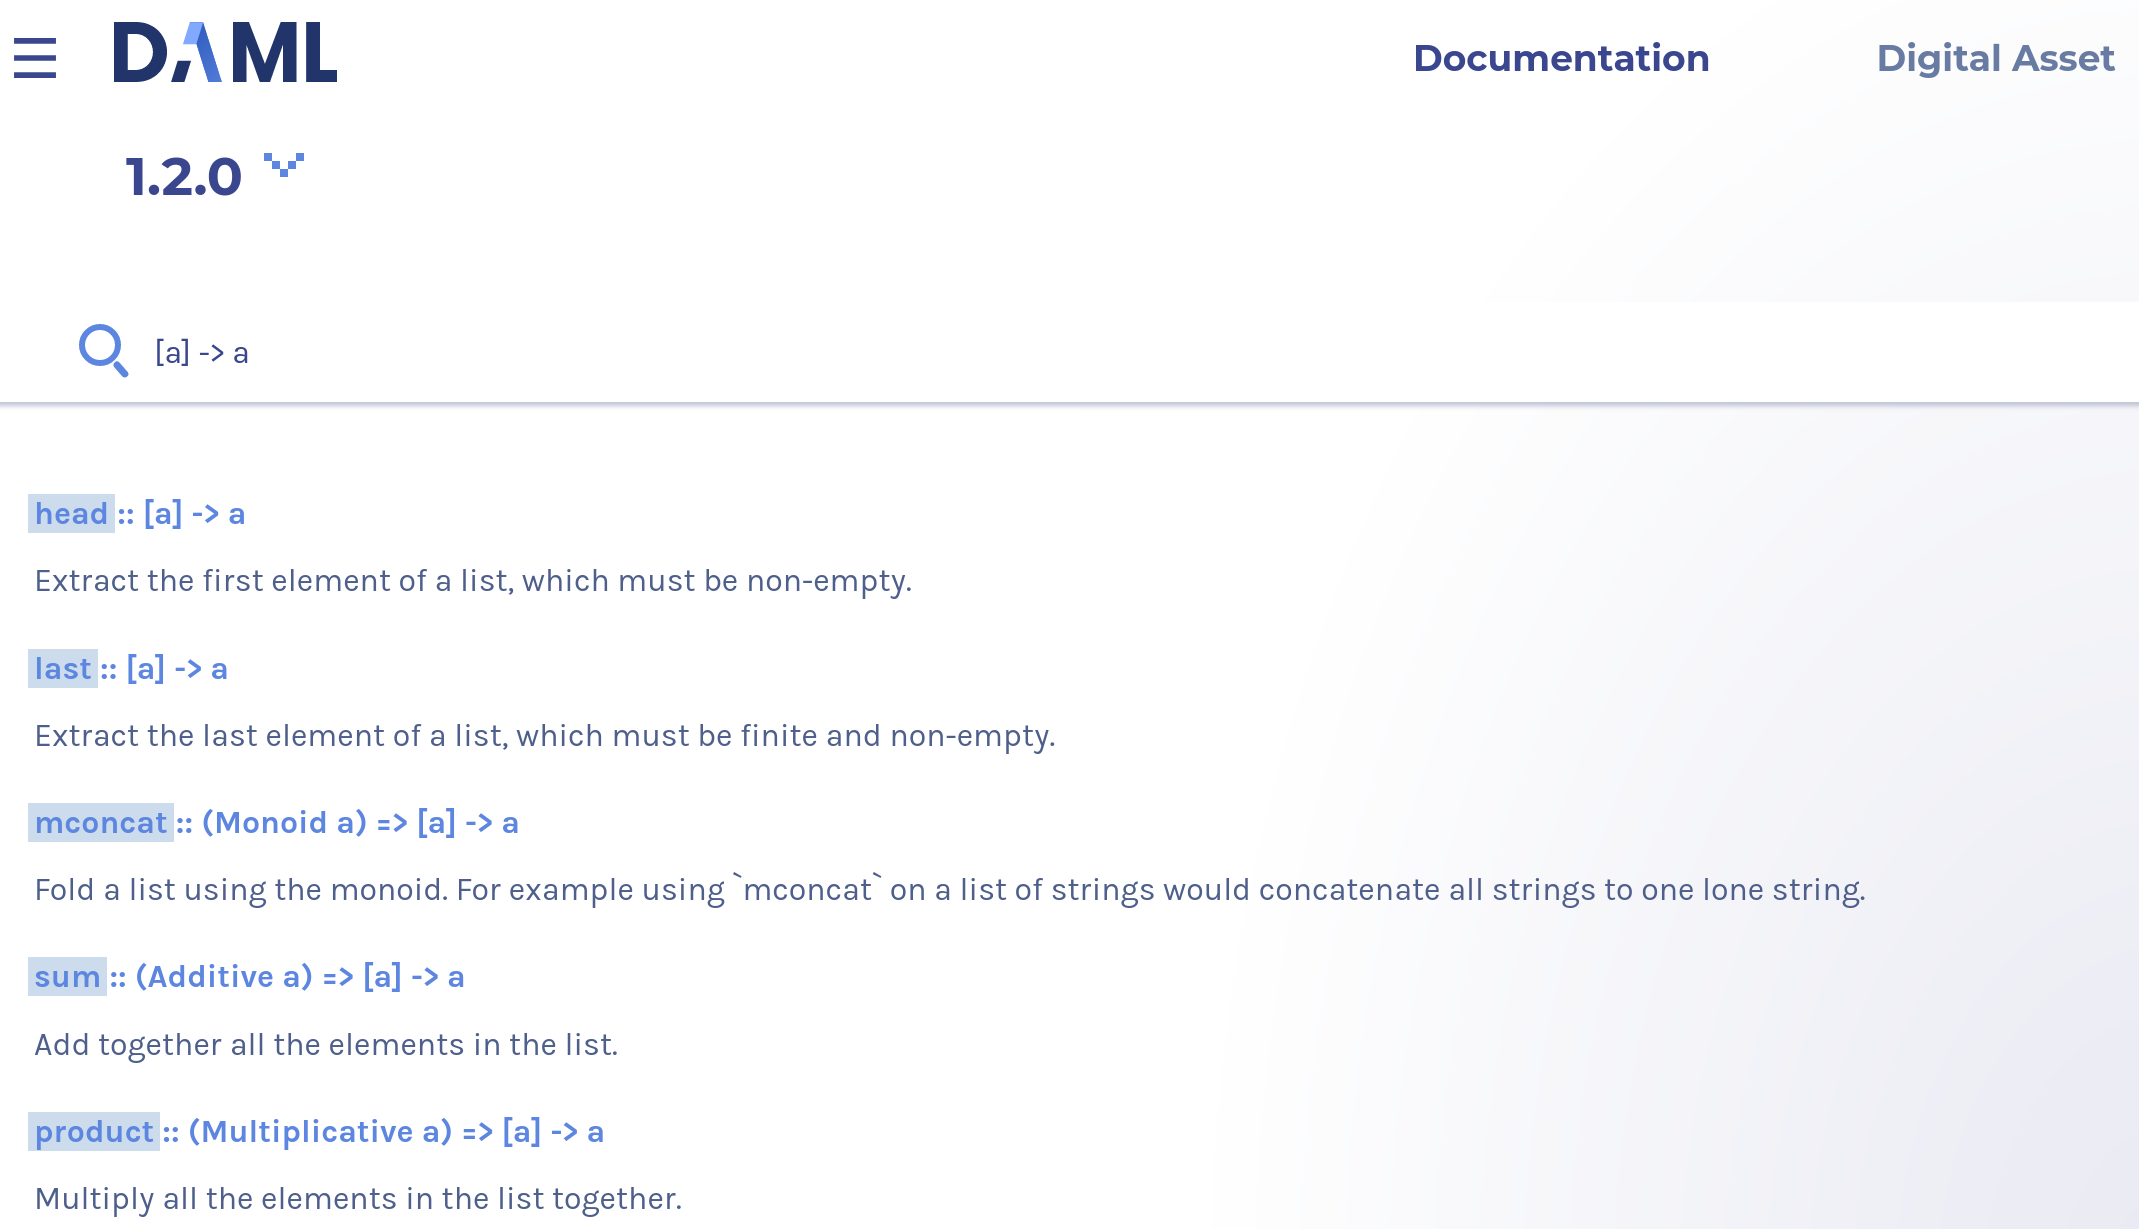 DAML Documentation Digital Asset
1.2.0
[a] -> a
head :: [a] -> a
Extract the first element of a list, which must be non-empty.
last :: [a] -> a
Extract the last element of a list, which must be finite and non-empty.
mconcat :: (Monoid a) => [a] -> a
Fold a list using the monoid. For example using `mconcat` on a list of strings would concatenate all strings to one lone string.
sum :: (Additive a) => [a] -> a
Add together all the elements in the list.
product :: (Multiplicative a) => [a] -> a
Multiply all the elements in the list together.